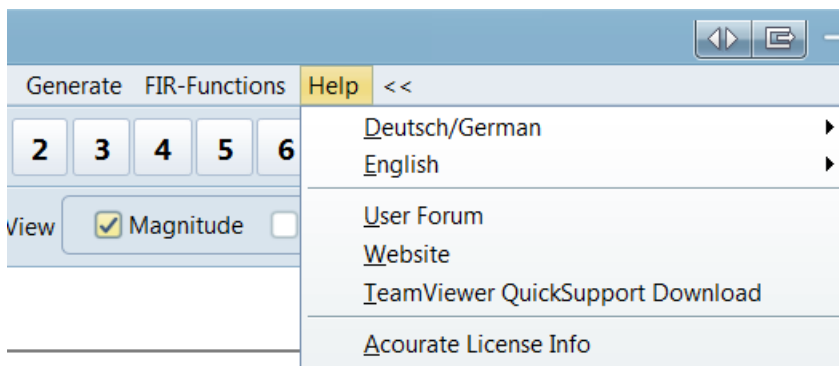 Generate FIR-Functions Help <<
2 3 4 5 6
View Magnitude
Deutsch/German
English
User Forum
Website
TeamViewer QuickSupport Download
Acourate License Info